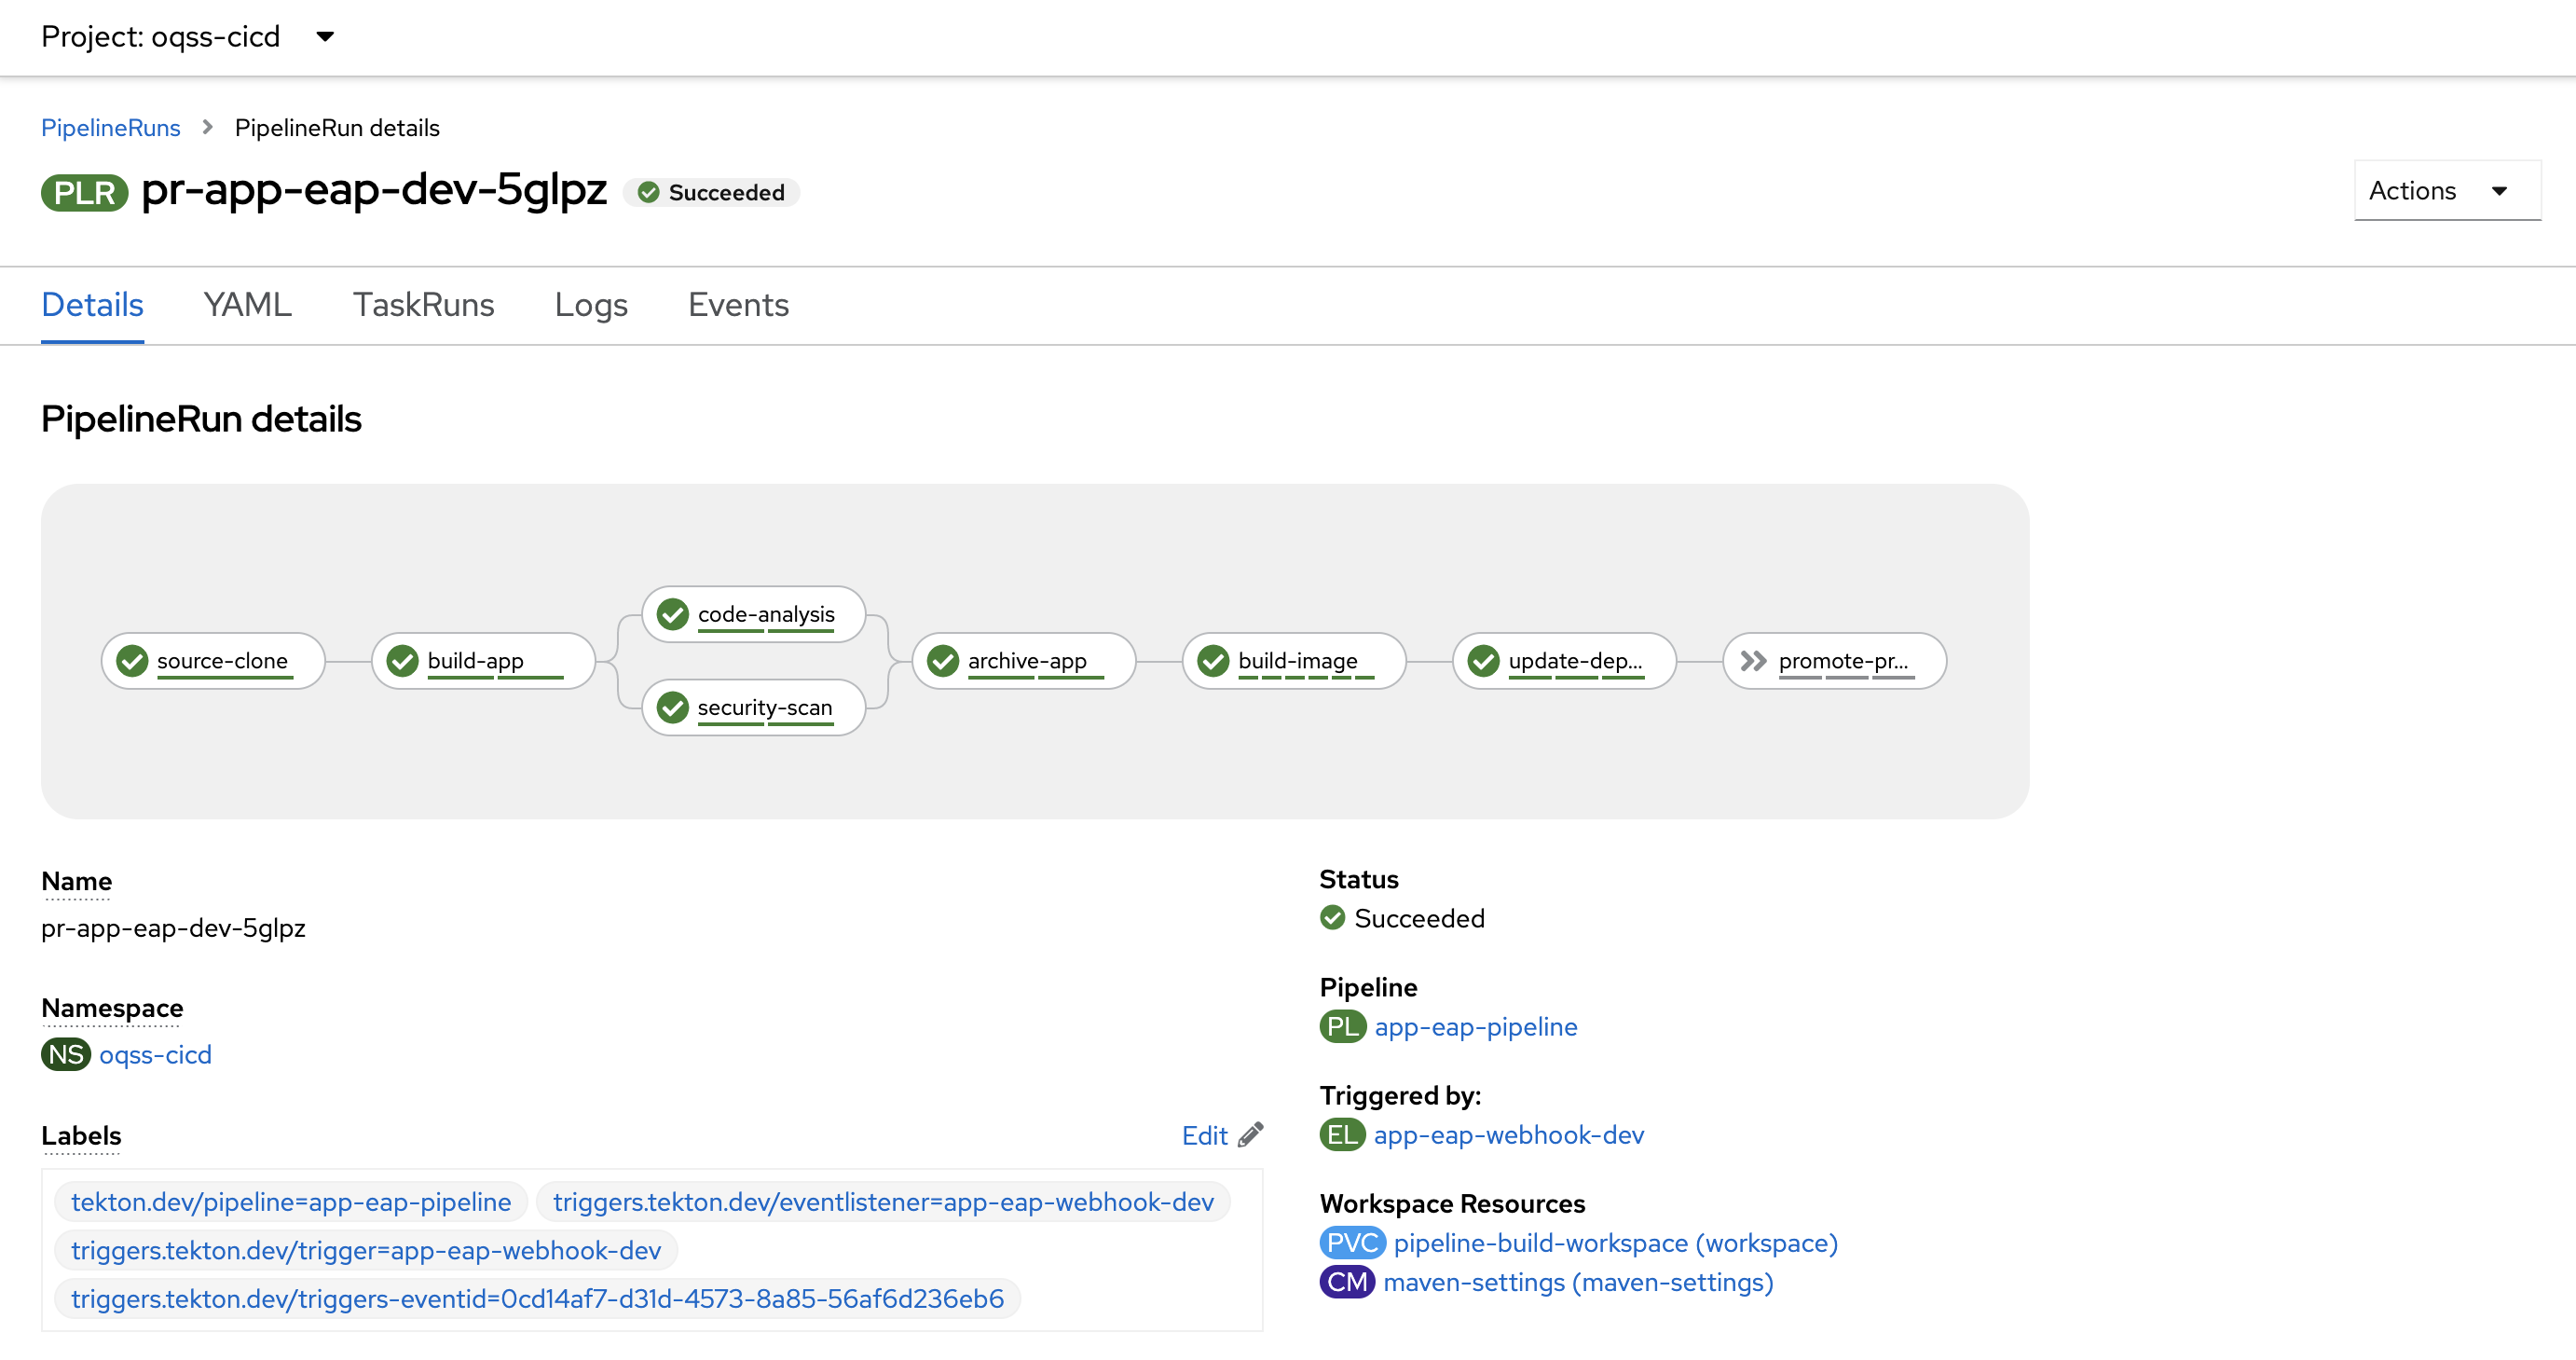 Project: oqss-cicd
PipelineRuns PipelineRun details
PLR pr-app-eap-dev-5glpz Succeeded
Actions
Details YAML TaskRuns Logs Events
PipelineRun details
source-clone
build-app
code-analysis
security-scan
archive-app
build-image
update-dep...
promote-pr...
Name
pr-app-eap-dev-5glpz
Namespace
NS oqss-cicd
Labels
Edit
tekton.dev/pipeline=app-eap-pipeline triggers.tekton.dev/eventlistener=app-eap-webhook-dev
triggers.tekton.dev/trigger=app-eap-webhook-dev
triggers.tekton.dev/triggers-eventid=0cd14af7-d31d-4573-8a85-56af6d236eb6
Status
Succeeded
Pipeline
PL app-eap-pipeline
Triggered by:
EL app-eap-webhook-dev
Workspace Resources
PVC pipeline-build-workspace (workspace)
CM maven-settings (maven-settings)